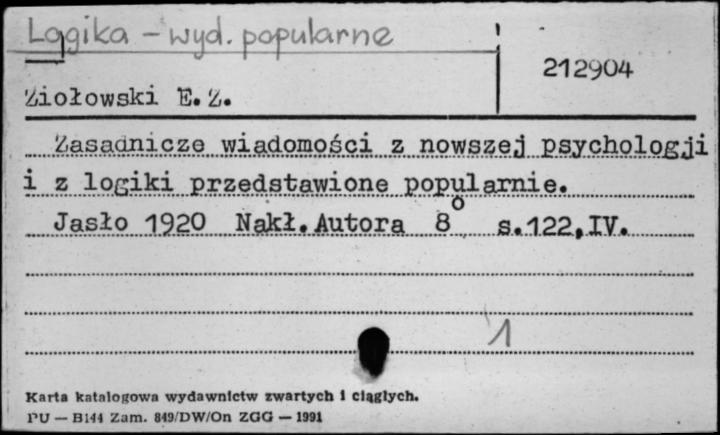 Logika – wyd. popularne
212904
Ziołowski E.Z.
Zasadnicze wiadomości z nowszej psychologji
i z logiki przedstawione popularnie.
Jasło 1920 Nakł. Autora 8° s.122,IV.
1
Karta katalogowa wydawnictw zwartych i ciągłych.
PU — B144 Zam. 849/DW/On ZGG — 1991